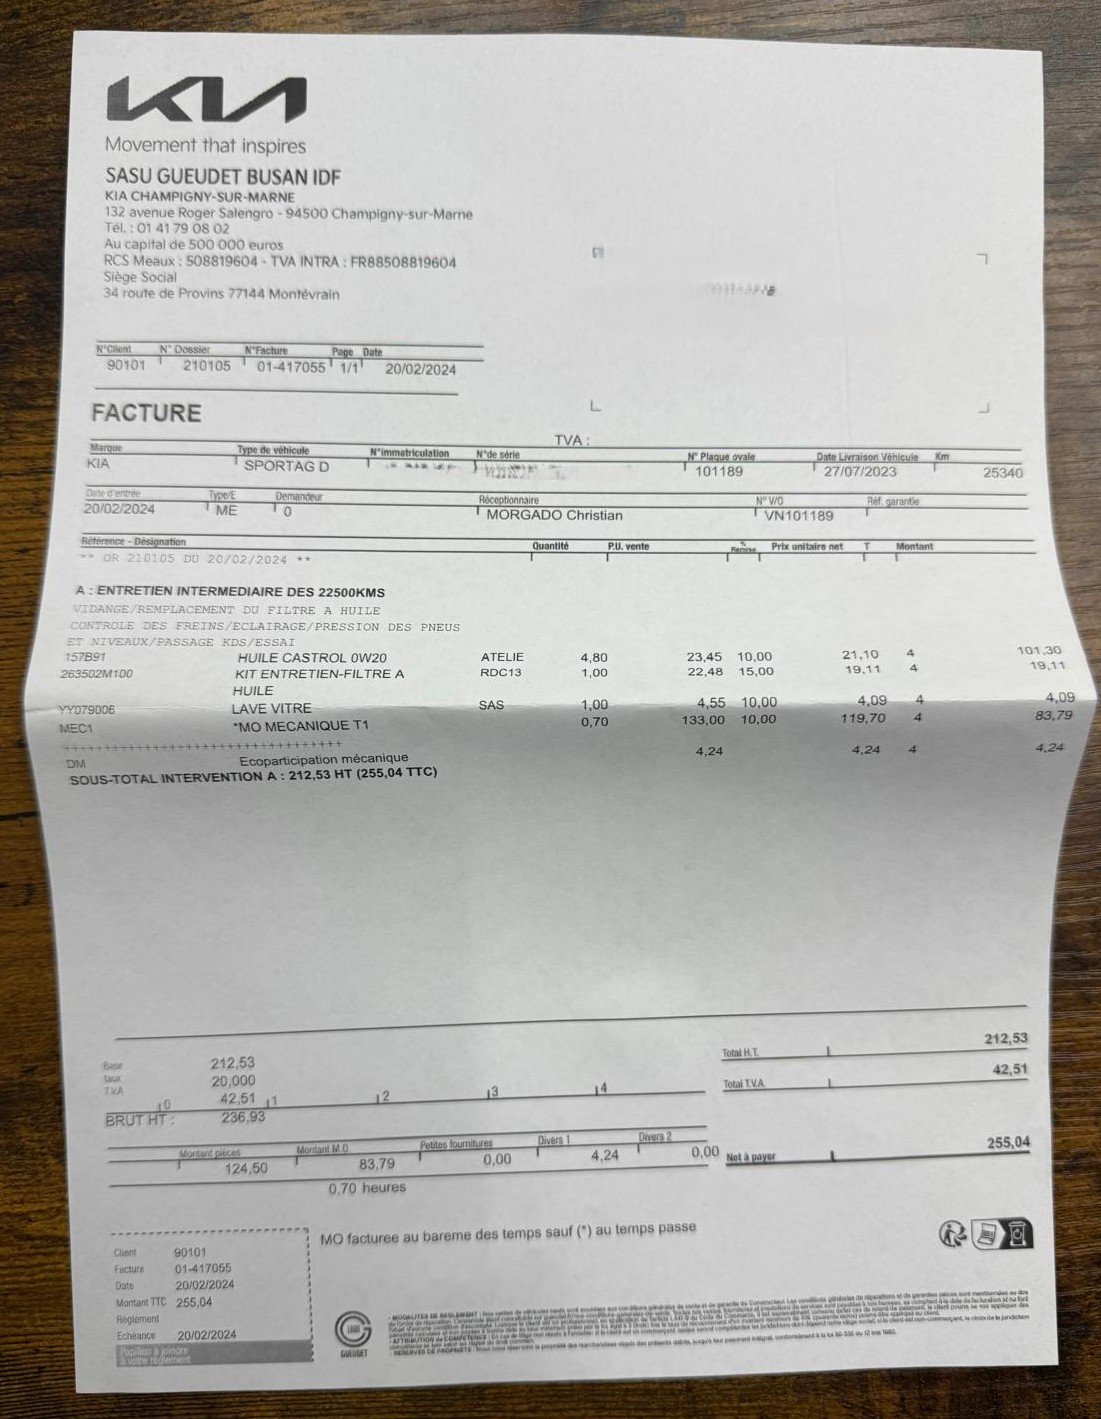 KIA
Movement that inspires
SASU GUEUDET BUSAN IDF
KIA CHAMPIGNY-SUR-MARNE
132 avenue Roger Salengro - 94500 Champigny-sur-Marne
Tél. : 01 41 79 08 02
Au capital de 500 000 euros
RCS Meaux : 508819604 - TVA INTRA : FR88508819604
Siège Social
34 route de Provins 77144 Montévrain
N°Client N° Dossier N°Facture Page Date
90101 210105 01-417055 1/1 20/02/2024
FACTURE
TVA :
Marque Type de véhicule N°immatriculation N°de série N° Plaque ovale Date Livraison Véhicule Km
KIA SPORTAG D 101189 27/07/2023 25340
Date d'entrée Type/E Demandeur Réceptionnaire N° V/O Réf. garantie
20/02/2024 ME 0 MORGADO Christian VN101189
Référence - Désignation Quantité P.U. vente % Remise Prix unitaire net T Montant
** OR 210105 DU 20/02/2024 **
A : ENTRETIEN INTERMEDIAIRE DES 22500KMS
VIDANGE/REMPLACEMENT DU FILTRE A HUILE
CONTROLE DES FREINS/ECLAIRAGE/PRESSION DES PNEUS
ET NIVEAUX/PASSAGE KDS/ESSAI
157B91 HUILE CASTROL 0W20 ATELIE 4,80 23,45 10,00 21,10 4 101,30
263502M100 KIT ENTRETIEN-FILTRE A RDC13 1,00 22,48 15,00 19,11 4 19,11
HUILE
YY079006 LAVE VITRE SAS 1,00 4,55 10,00 4,09 4 4,09
MEC1 *MO MECANIQUE T1 0,70 133,00 10,00 119,70 4 83,79
++++++++++++++++++++++++++++++++++
DM Ecoparticipation mécanique 4,24 4,24 4 4,24
SOUS-TOTAL INTERVENTION A : 212,53 HT (255,04 TTC)
Base 212,53 Total H.T. 212,53
taux 20,000
T.V.A 42,51 Total T.V.A. 42,51
0 1 2 3 4
BRUT HT : 236,93
Montant pièces Montant M.O Petites fournitures Divers 1 Divers 2
124,50 83,79 0,00 4,24 0,00 Net à payer 255,04
0,70 heures
MO facturee au bareme des temps sauf (*) au temps passe
Client 90101
Facture 01-417055
Date 20/02/2024
Montant TTC 255,04
Règlement
Echéance 20/02/2024
Papillon à joindre
à votre règlement
GUEUDET